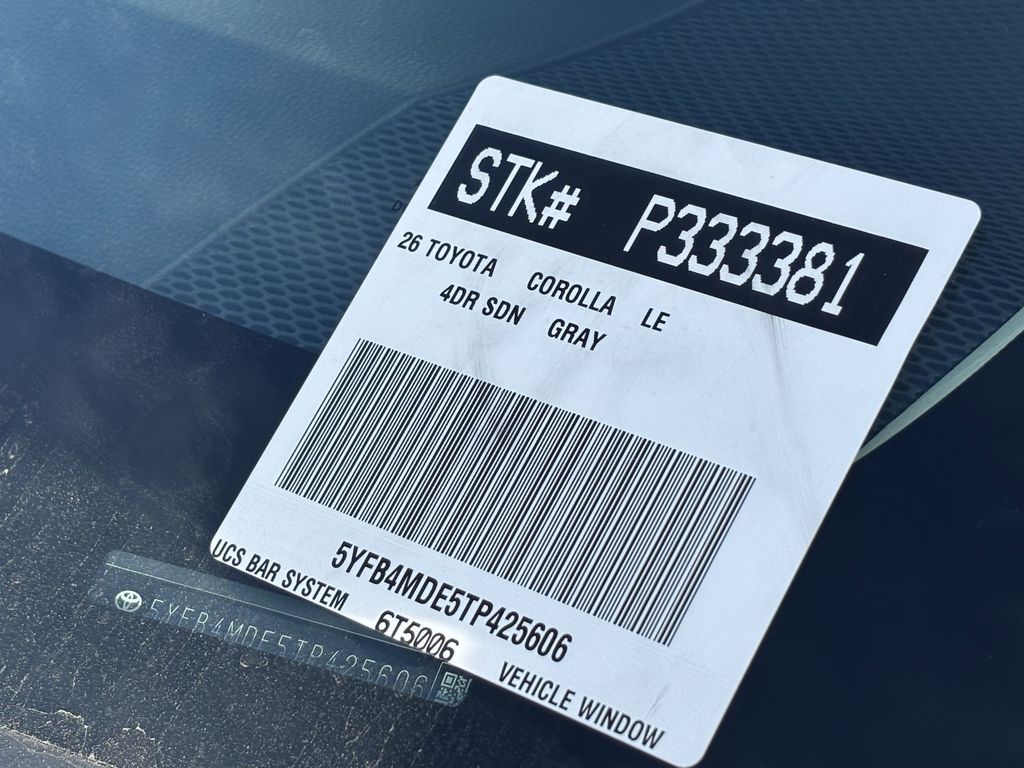 STK# P333381
26 TOYOTA COROLLA LE
4DR SDN GRAY
5YFB4MDE5TP425606
UCS BAR SYSTEM 6T5006 VEHICLE WINDOW
5YFB4MDE5TP425606